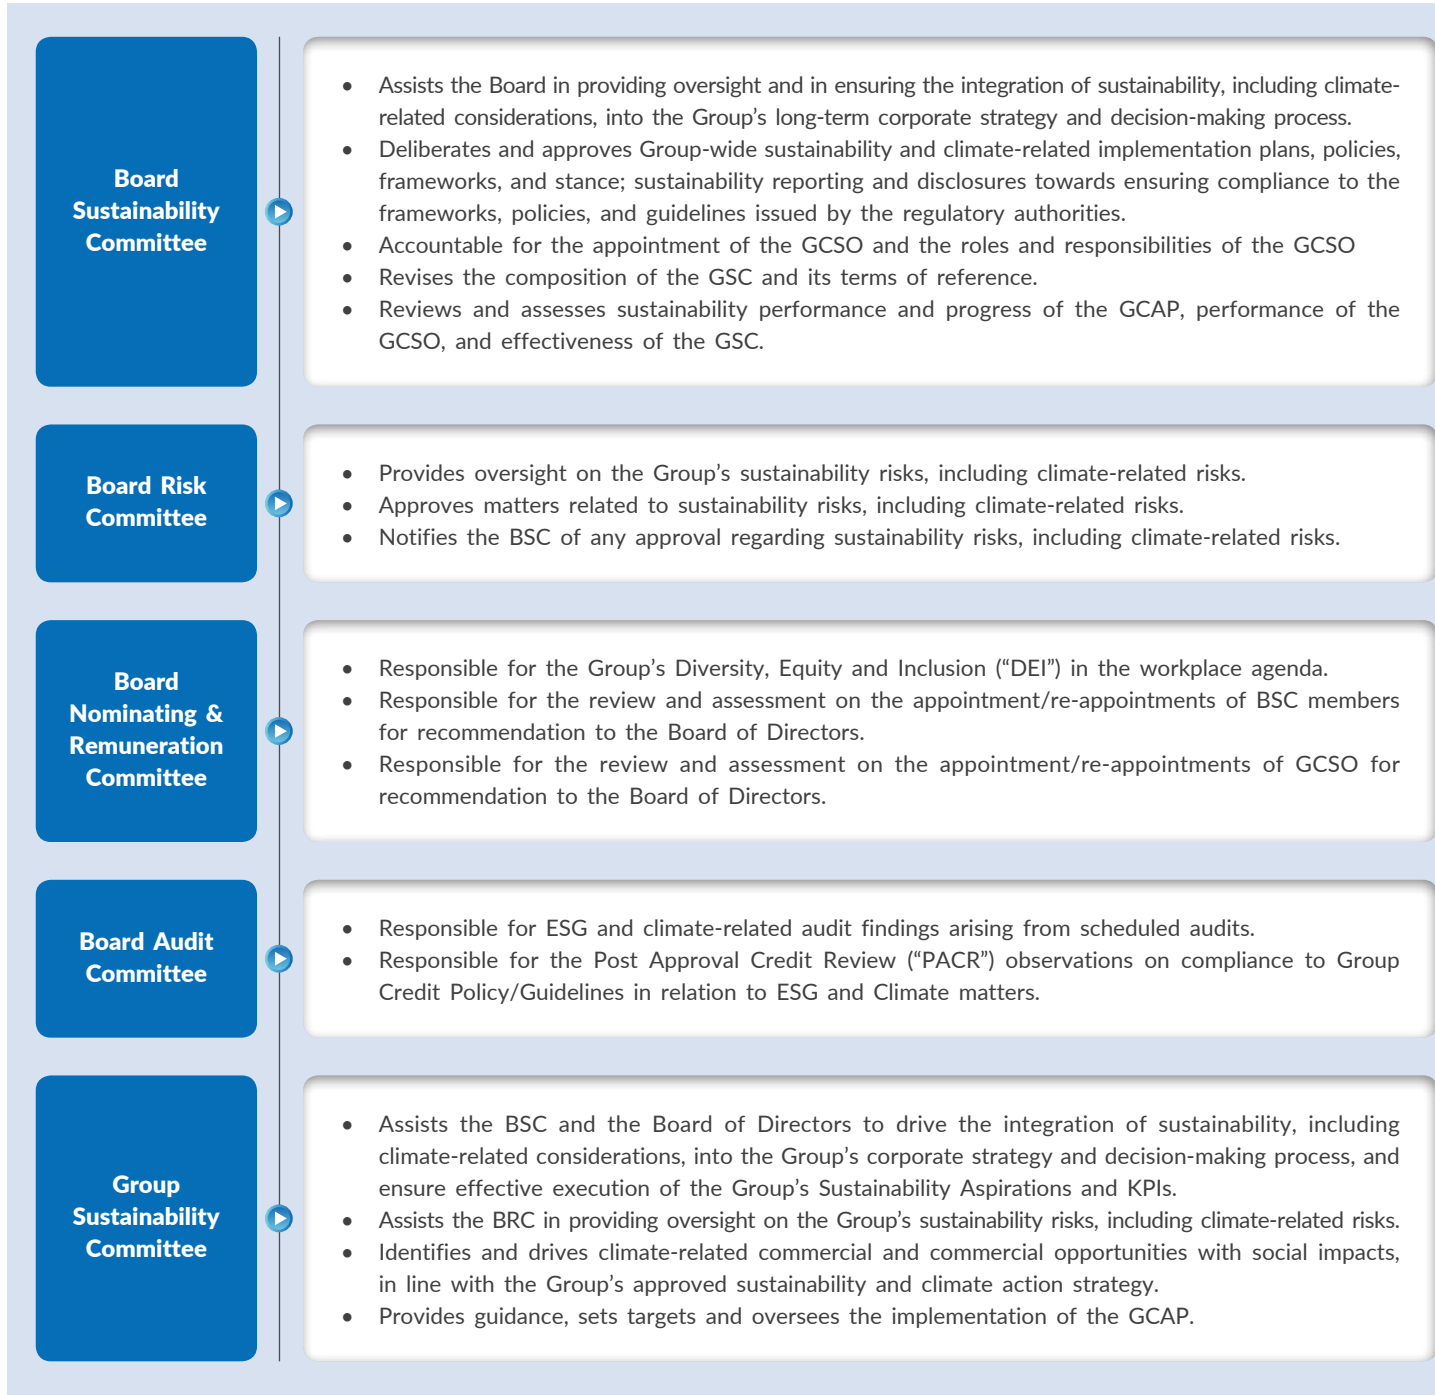 Board
Sustainability
Committee
• Assists the Board in providing oversight and in ensuring the integration of sustainability, including climate-
related considerations, into the Group’s long-term corporate strategy and decision-making process.
• Deliberates and approves Group-wide sustainability and climate-related implementation plans, policies,
frameworks, and stance; sustainability reporting and disclosures towards ensuring compliance to the
frameworks, policies, and guidelines issued by the regulatory authorities.
• Accountable for the appointment of the GCSO and the roles and responsibilities of the GCSO
• Revises the composition of the GSC and its terms of reference.
• Reviews and assesses sustainability performance and progress of the GCAP, performance of the
GCSO, and effectiveness of the GSC.
Board Risk
Committee
• Provides oversight on the Group’s sustainability risks, including climate-related risks.
• Approves matters related to sustainability risks, including climate-related risks.
• Notifies the BSC of any approval regarding sustainability risks, including climate-related risks.
Board
Nominating &
Remuneration
Committee
• Responsible for the Group’s Diversity, Equity and Inclusion (“DEI”) in the workplace agenda.
• Responsible for the review and assessment on the appointment/re-appointments of BSC members
for recommendation to the Board of Directors.
• Responsible for the review and assessment on the appointment/re-appointments of GCSO for
recommendation to the Board of Directors.
Board Audit
Committee
• Responsible for ESG and climate-related audit findings arising from scheduled audits.
• Responsible for the Post Approval Credit Review (“PACR”) observations on compliance to Group
Credit Policy/Guidelines in relation to ESG and Climate matters.
Group
Sustainability
Committee
• Assists the BSC and the Board of Directors to drive the integration of sustainability, including
climate-related considerations, into the Group’s corporate strategy and decision-making process, and
ensure effective execution of the Group’s Sustainability Aspirations and KPIs.
• Assists the BRC in providing oversight on the Group’s sustainability risks, including climate-related risks.
• Identifies and drives climate-related commercial and commercial opportunities with social impacts,
in line with the Group’s approved sustainability and climate action strategy.
• Provides guidance, sets targets and oversees the implementation of the GCAP.